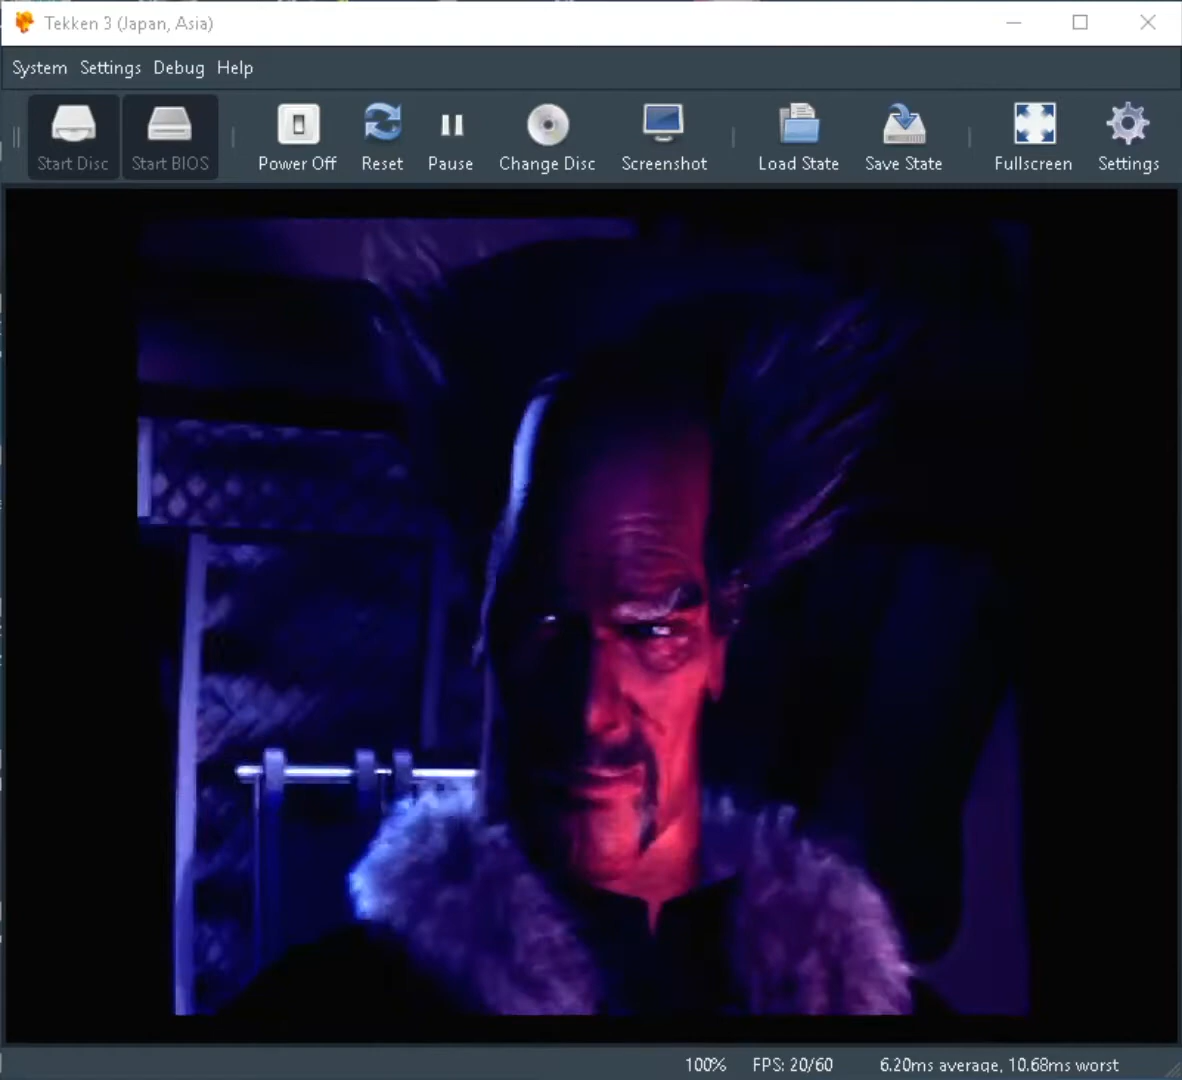 Tekken 3 (Japan, Asia)
System Settings Debug Help
Start Disc Start BIOS Power Off Reset Pause Change Disc Screenshot Load State Save State Fullscreen Settings
100% FPS: 20/60 6.20ms average, 10.68ms worst